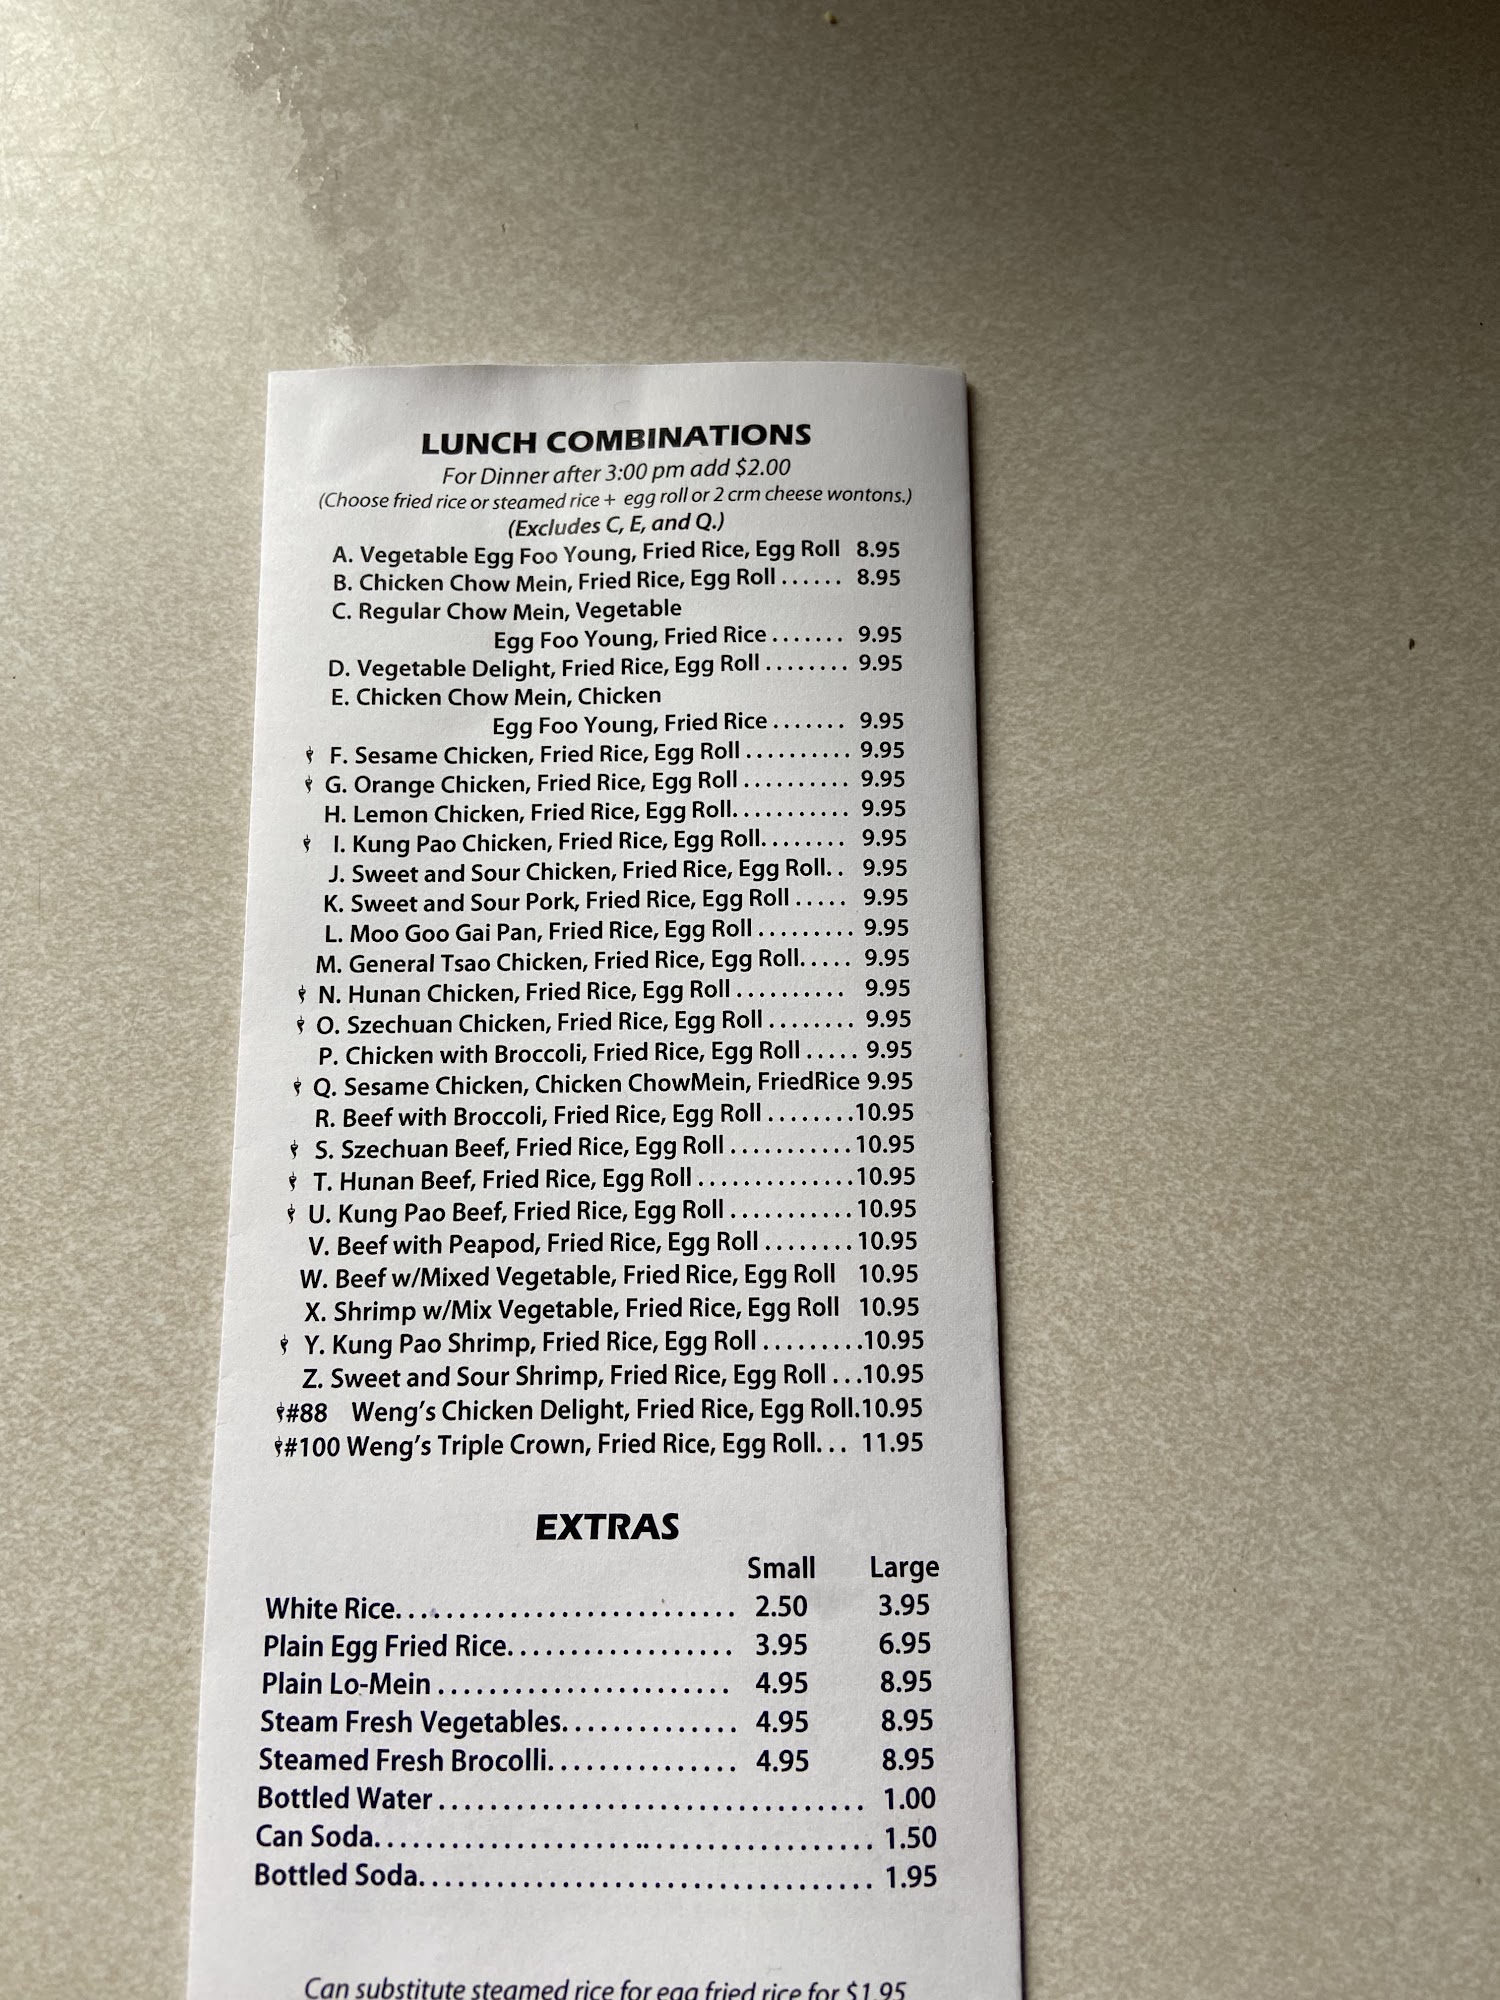 LUNCH COMBINATIONS
For Dinner after 3:00 pm add $2.00
(Choose fried rice or steamed rice + egg roll or 2 crm cheese wontons.)
(Excludes C, E, and Q.)
A. Vegetable Egg Foo Young, Fried Rice, Egg Roll 8.95
B. Chicken Chow Mein, Fried Rice, Egg Roll ...... 8.95
C. Regular Chow Mein, Vegetable
Egg Foo Young, Fried Rice ....... 9.95
D. Vegetable Delight, Fried Rice, Egg Roll ........ 9.95
E. Chicken Chow Mein, Chicken
Egg Foo Young, Fried Rice ....... 9.95
F. Sesame Chicken, Fried Rice, Egg Roll .......... 9.95
G. Orange Chicken, Fried Rice, Egg Roll .......... 9.95
H. Lemon Chicken, Fried Rice, Egg Roll........... 9.95
I. Kung Pao Chicken, Fried Rice, Egg Roll........ 9.95
J. Sweet and Sour Chicken, Fried Rice, Egg Roll.. 9.95
K. Sweet and Sour Pork, Fried Rice, Egg Roll ..... 9.95
L. Moo Goo Gai Pan, Fried Rice, Egg Roll ......... 9.95
M. General Tsao Chicken, Fried Rice, Egg Roll..... 9.95
N. Hunan Chicken, Fried Rice, Egg Roll .......... 9.95
O. Szechuan Chicken, Fried Rice, Egg Roll ........ 9.95
P. Chicken with Broccoli, Fried Rice, Egg Roll ..... 9.95
Q. Sesame Chicken, Chicken ChowMein, FriedRice 9.95
R. Beef with Broccoli, Fried Rice, Egg Roll ........10.95
S. Szechuan Beef, Fried Rice, Egg Roll ...........10.95
T. Hunan Beef, Fried Rice, Egg Roll ..............10.95
U. Kung Pao Beef, Fried Rice, Egg Roll ...........10.95
V. Beef with Peapod, Fried Rice, Egg Roll ........10.95
W. Beef w/Mixed Vegetable, Fried Rice, Egg Roll 10.95
X. Shrimp w/Mix Vegetable, Fried Rice, Egg Roll 10.95
Y. Kung Pao Shrimp, Fried Rice, Egg Roll .........10.95
Z. Sweet and Sour Shrimp, Fried Rice, Egg Roll ...10.95
#88 Weng's Chicken Delight, Fried Rice, Egg Roll.10.95
#100 Weng's Triple Crown, Fried Rice, Egg Roll... 11.95
EXTRAS
Small Large
White Rice........................... 2.50 3.95
Plain Egg Fried Rice.................. 3.95 6.95
Plain Lo-Mein ....................... 4.95 8.95
Steam Fresh Vegetables.............. 4.95 8.95
Steamed Fresh Brocolli............... 4.95 8.95
Bottled Water ................................. 1.00
Can Soda....................................... 1.50
Bottled Soda................................... 1.95
Can substitute steamed rice for egg fried rice for $1.95